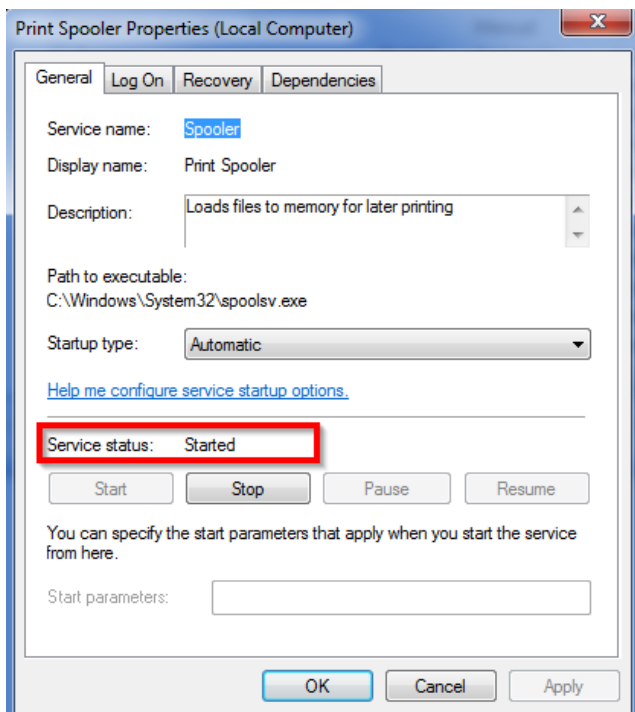 Print Spooler Properties (Local Computer)
General Log On Recovery Dependencies
Service name: Spooler
Display name: Print Spooler
Description: Loads files to memory for later printing
Path to executable:
C:\Windows\System32\spoolsv.exe
Startup type: Automatic
Help me configure service startup options.
Service status: Started
Start Stop Pause Resume
You can specify the start parameters that apply when you start the service
from here.
Start parameters:
OK Cancel Apply